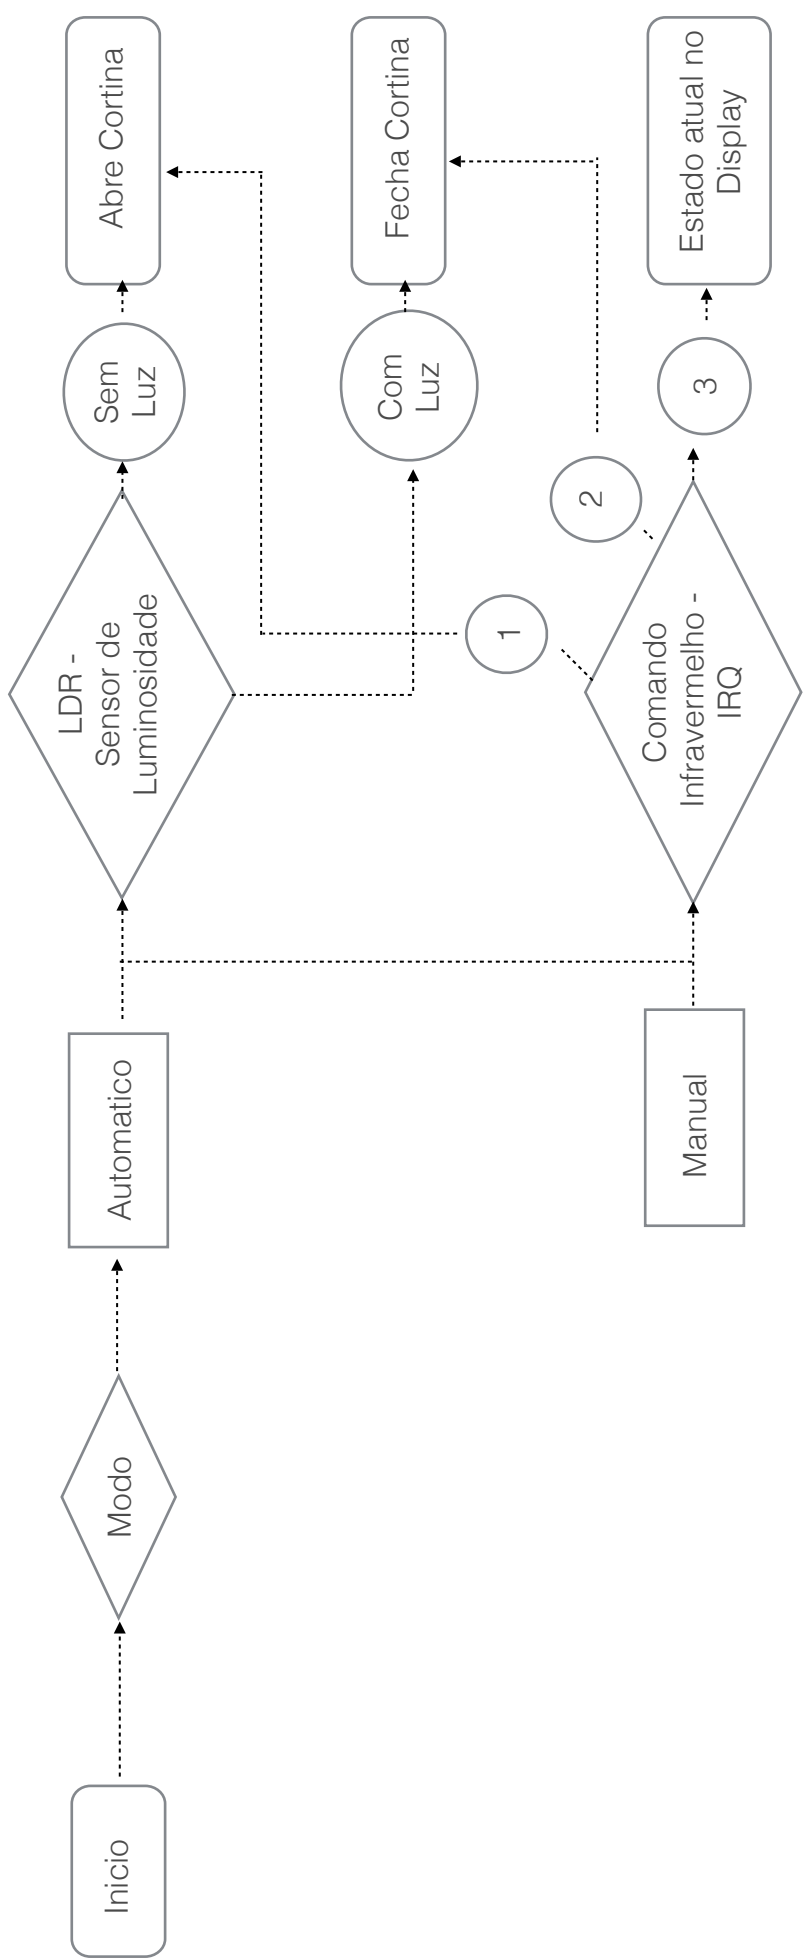 Inicio
Modo
Automatico
LDR -
Sensor de
Luminosidade
Sem
Luz
Abre Cortina
Com
Luz
Fecha Cortina
Manual
Comando
Infravermelho -
IRQ
1
2
3
Estado atual no
Display